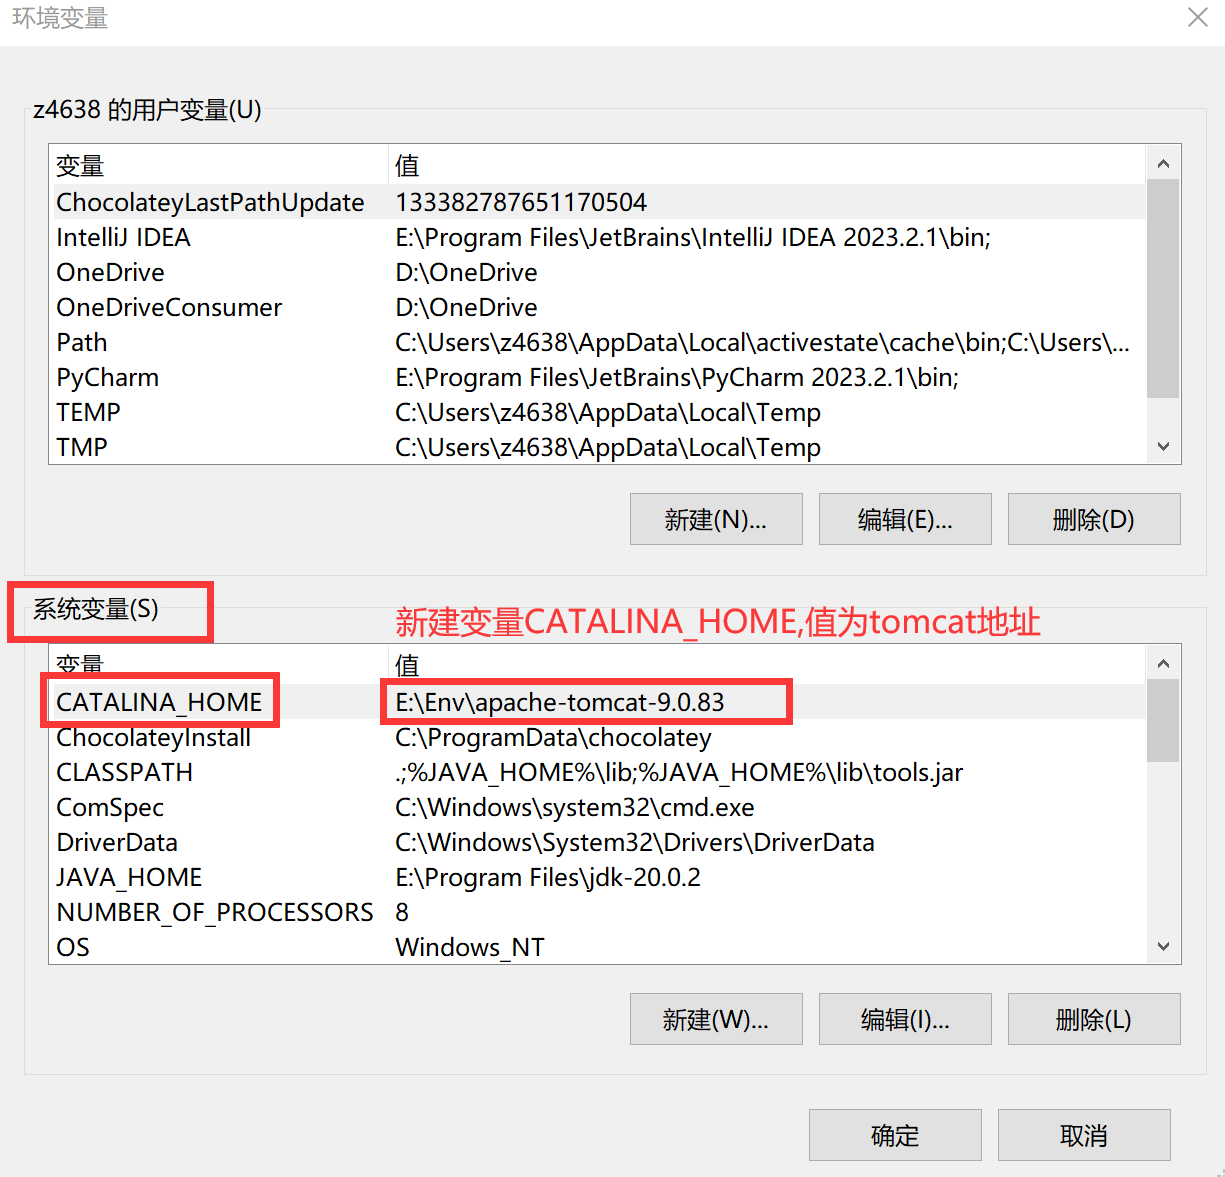 环境变量
z4638 的用户变量(U)
变量 值
ChocolateyLastPathUpdate 133382787651170504
IntelliJ IDEA E:\Program Files\JetBrains\IntelliJ IDEA 2023.2.1\bin;
OneDrive D:\OneDrive
OneDriveConsumer D:\OneDrive
Path C:\Users\z4638\AppData\Local\activestate\cache\bin;C:\Users\...
PyCharm E:\Program Files\JetBrains\PyCharm 2023.2.1\bin;
TEMP C:\Users\z4638\AppData\Local\Temp
TMP C:\Users\z4638\AppData\Local\Temp
新建(N)... 编辑(E)... 删除(D)
系统变量(S)
新建变量CATALINA_HOME,值为tomcat地址
变量 值
CATALINA_HOME E:\Env\apache-tomcat-9.0.83
ChocolateyInstall C:\ProgramData\chocolatey
CLASSPATH .;%JAVA_HOME%\lib;%JAVA_HOME%\lib\tools.jar
ComSpec C:\Windows\system32\cmd.exe
DriverData C:\Windows\System32\Drivers\DriverData
JAVA_HOME E:\Program Files\jdk-20.0.2
NUMBER_OF_PROCESSORS 8
OS Windows_NT
新建(W)... 编辑(I)... 删除(L)
确定 取消